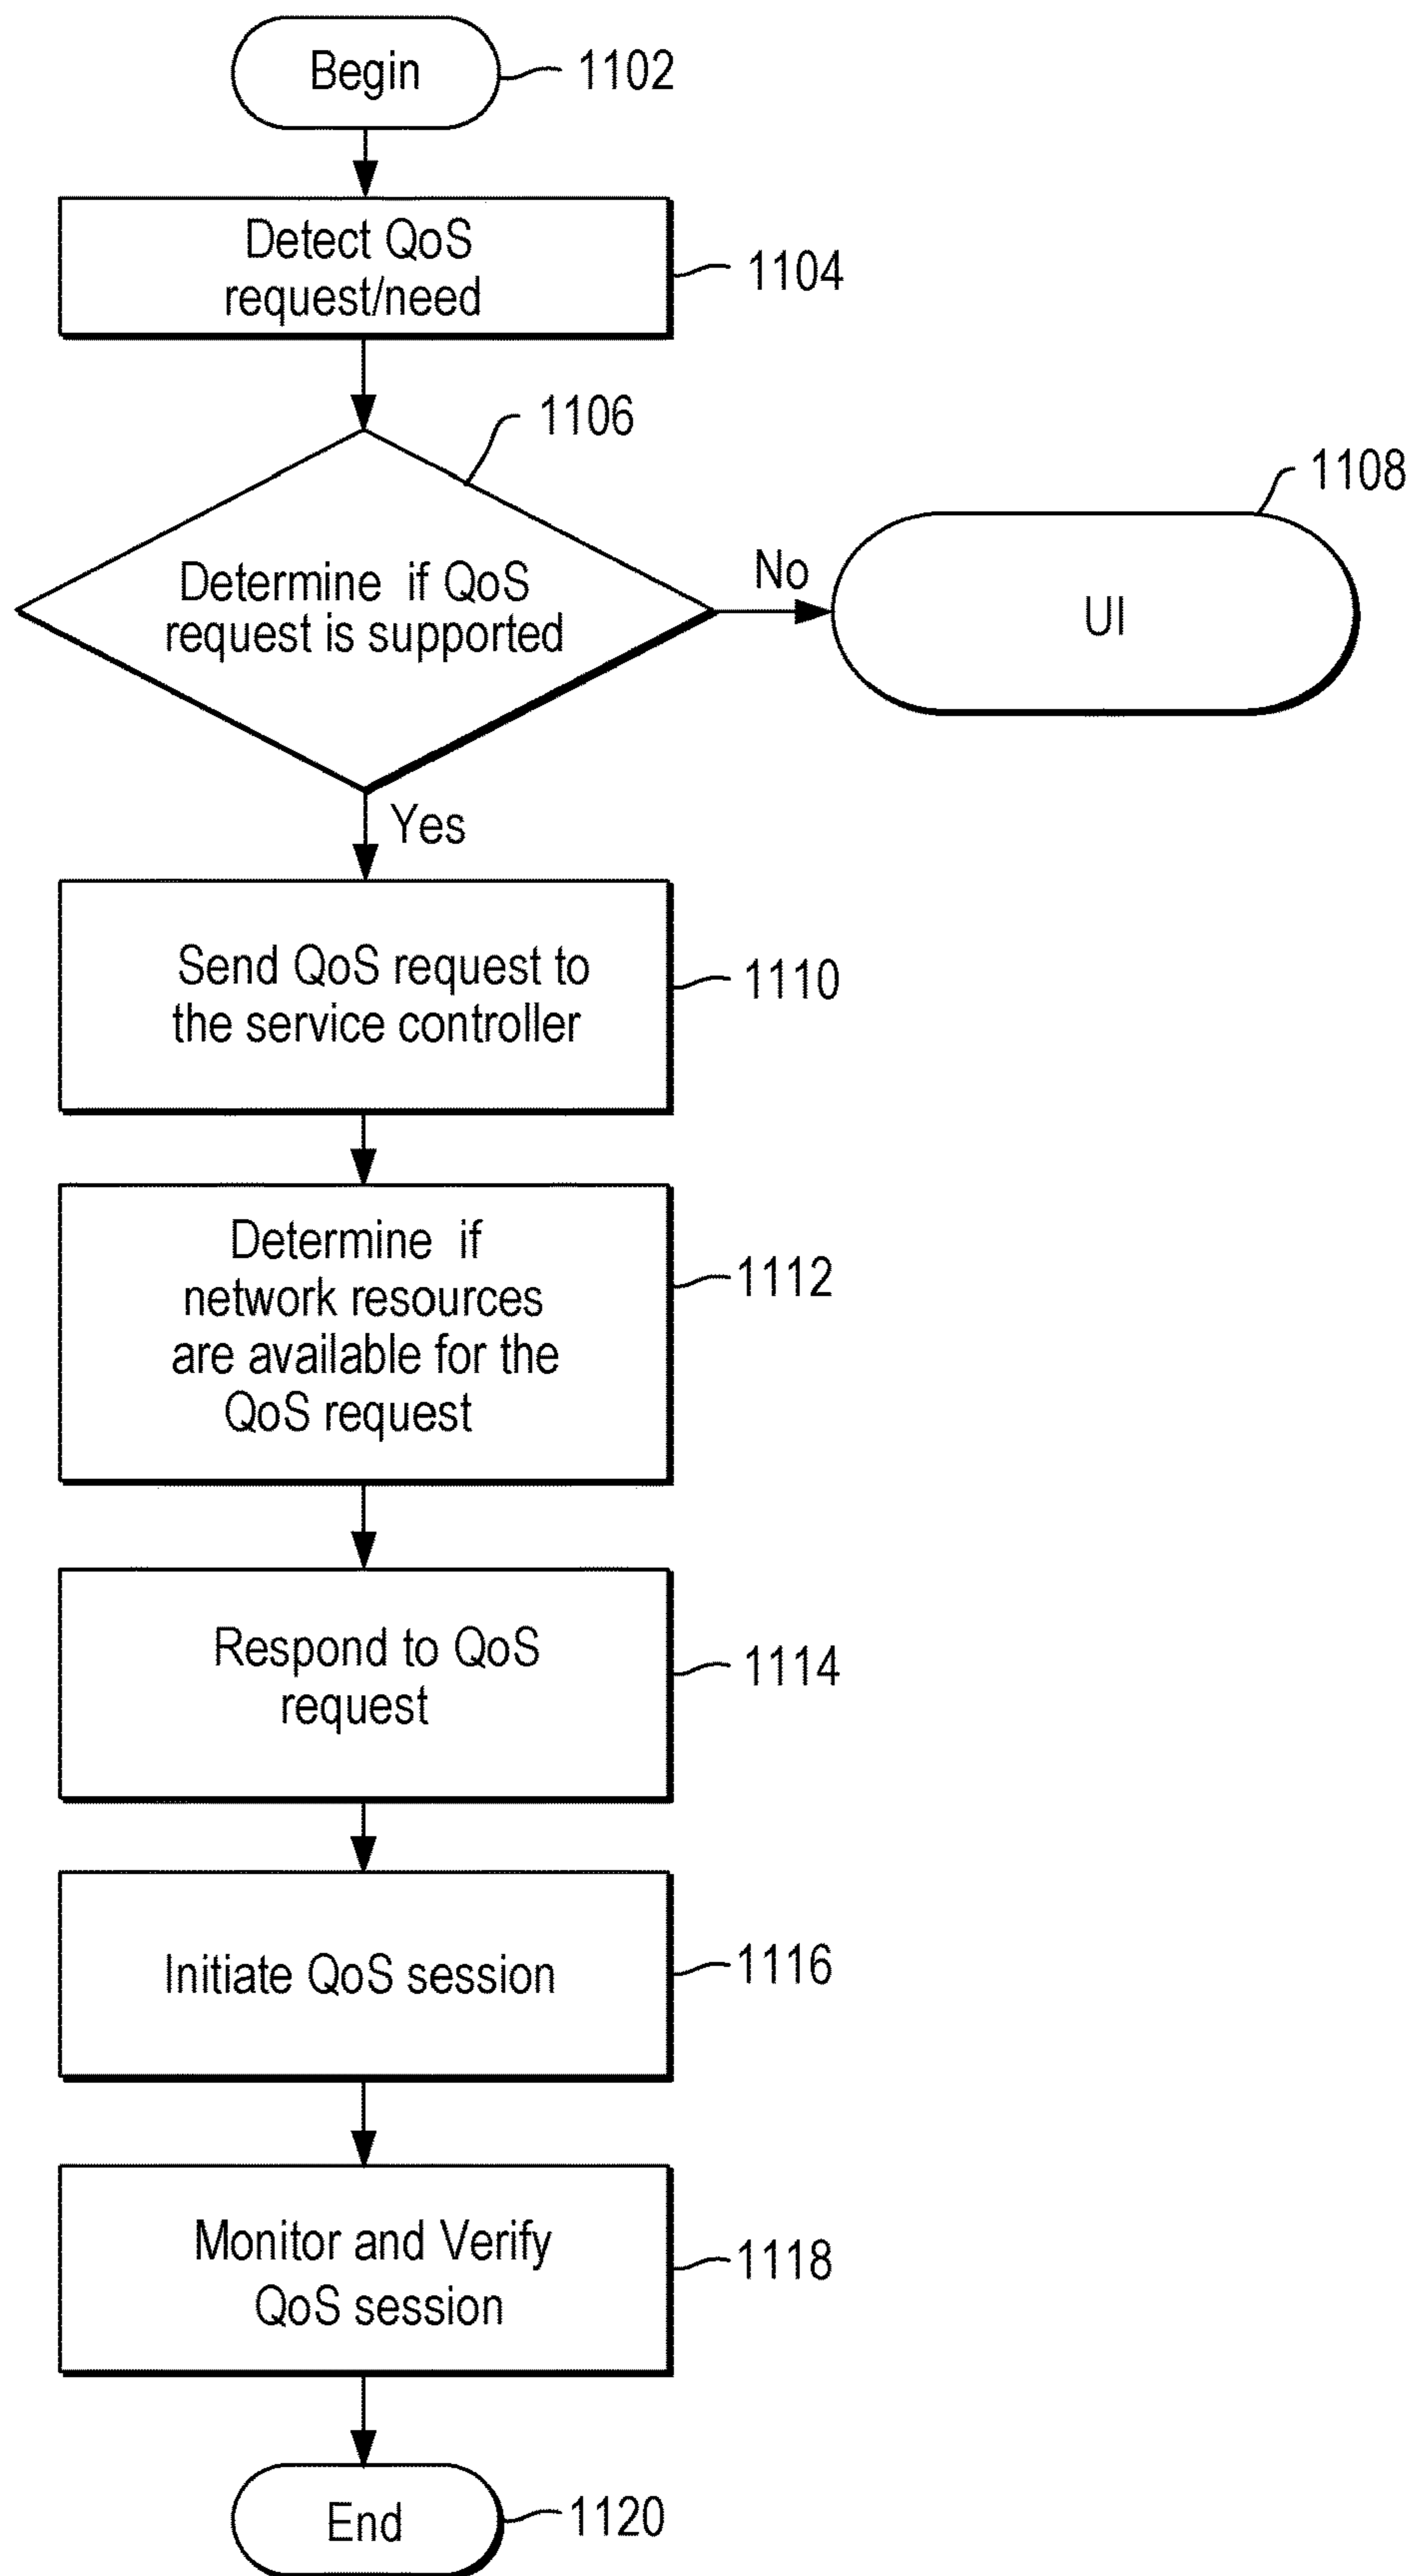 Begin
1102
Detect QoS
request/need
1104
1106
Determine if QoS
request is supported
No
1108
UI
Yes
Send QoS request to
the service controller
1110
Determine if
network resources
are available for the
QoS request
1112
Respond to QoS
request
1114
Initiate QoS session
1116
Monitor and Verify
QoS session
1118
End
1120